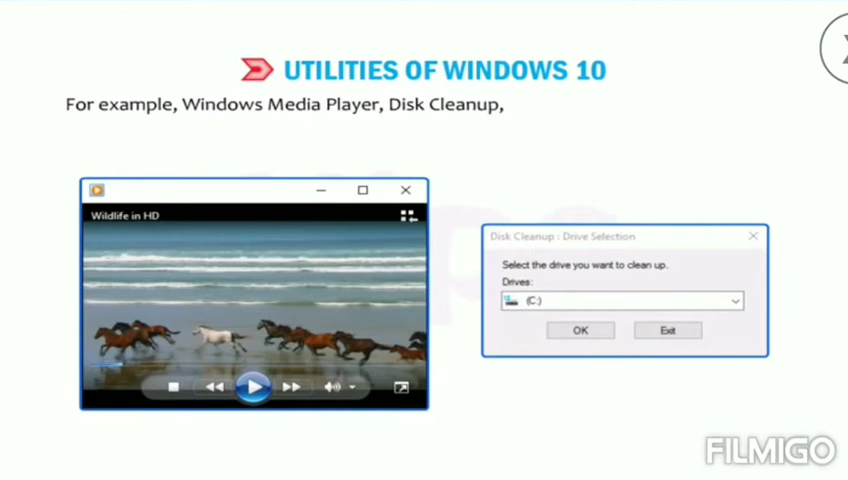 UTILITIES OF WINDOWS 10
For example, Windows Media Player, Disk Cleanup,
Wildlife in HD
Disk Cleanup : Drive Selection
Select the drive you want to clean up.
Drives:
(C:)
OK Exit
FILMIGO